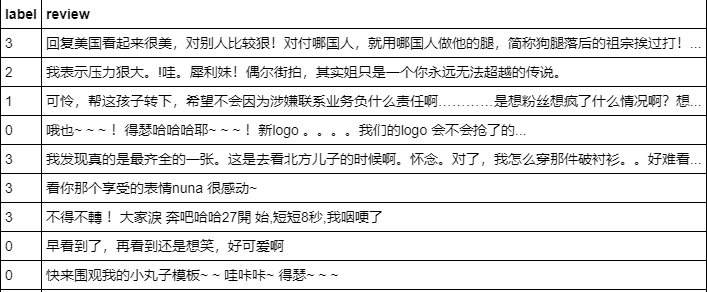 label review
3 回复美国看起来很美，对别人比较狠！对付哪国人，就用哪国人做他的腿，简称狗腿落后的祖宗挨过打！...
2 我表示压力狠大。!哇。犀利妹！偶尔街拍，其实姐只是一个你永远无法超越的传说。
1 可怜，帮这孩子转下，希望不会因为涉嫌联系业务负什么责任啊…………是想粉丝想疯了什么情况啊？想...
0 哦也~ ~ ~！得瑟哈哈哈耶~ ~ ~！新logo 。。。。我们的logo 会不会抢了的...
3 我发现真的是最齐全的一张。这是去看北方儿子的时候啊。怀念。对了，我怎么穿那件破衬衫。。好难看...
3 看你那个享受的表情nuna 很感动~
3 不得不轉！大家淚 奔吧哈哈27開 始,短短8秒,我咽哽了
0 早看到了，再看到还是想笑，好可爱啊
0 快来围观我的小丸子模板~ ~ 哇咔咔~ 得瑟~ ~ ~